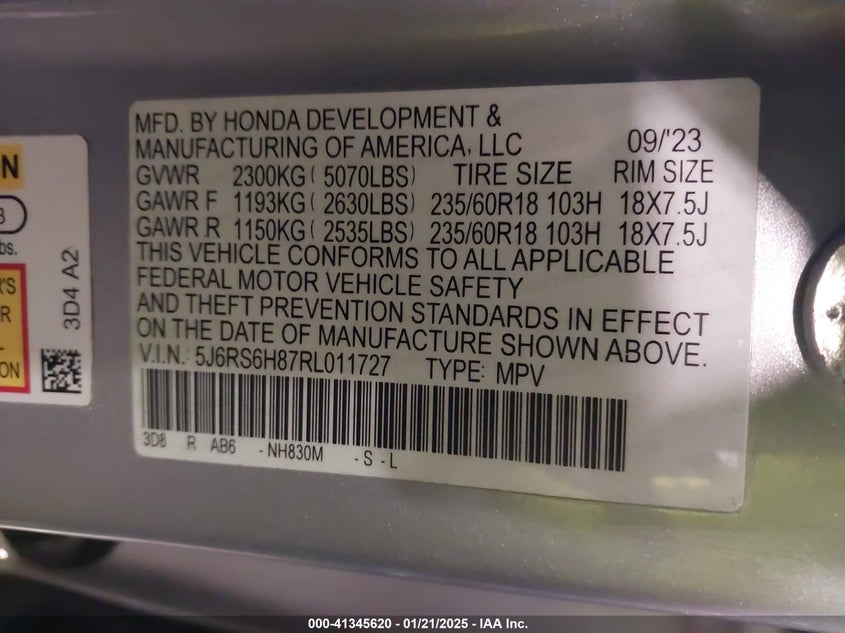 MFD. BY HONDA DEVELOPMENT &
MANUFACTURING OF AMERICA, LLC 09/'23
GVWR 2300KG ( 5070LBS) TIRE SIZE RIM SIZE
GAWR F 1193KG ( 2630LBS) 235/60R18 103H 18X7.5J
GAWR R 1150KG ( 2535LBS) 235/60R18 103H 18X7.5J
THIS VEHICLE CONFORMS TO ALL APPLICABLE
FEDERAL MOTOR VEHICLE SAFETY
AND THEFT PREVENTION STANDARDS IN EFFECT
ON THE DATE OF MANUFACTURE SHOWN ABOVE.
V.I.N.: 5J6RS6H87RL011727 TYPE: MPV
3D8 R AB6 -NH830M -S -L
3D4 A2
000-41345620 - 01/21/2025 - IAA Inc.